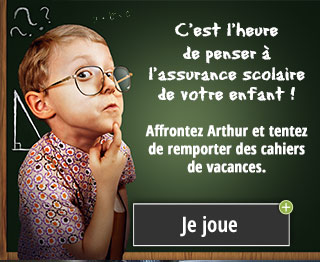 ? ? ?
C'est l'heure
de penser à
l'assurance scolaire
de votre enfant !
Affrontez Arthur et tentez
de remporter des cahiers
de vacances.
Je joue
+